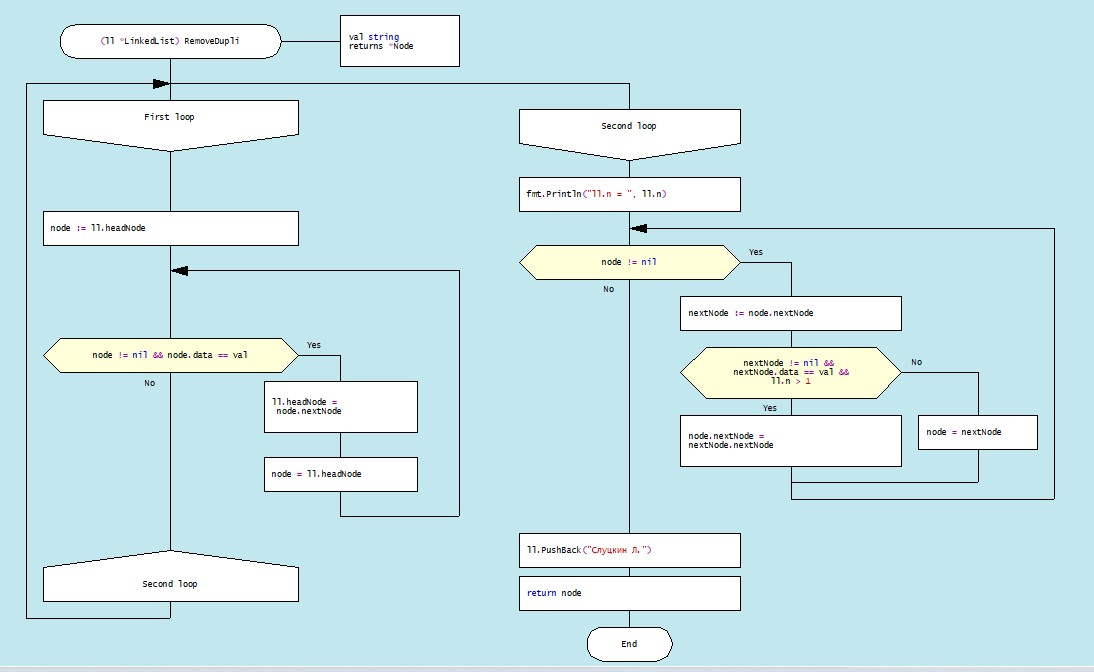 (ll *LinkedList) RemoveDupli
val string
returns *Node
First loop
node := ll.headNode
node != nil && node.data == val
Yes
No
ll.headNode =
node.nextNode
node = ll.headNode
Second loop
Second loop
fmt.Println("ll.n = ", ll.n)
node != nil
Yes
No
nextNode := node.nextNode
nextNode != nil &&
nextNode.data == val &&
ll.n > 1
No
Yes
node.nextNode =
nextNode.nextNode
node = nextNode
ll.PushBack("Слуцкин Л.")
return node
End